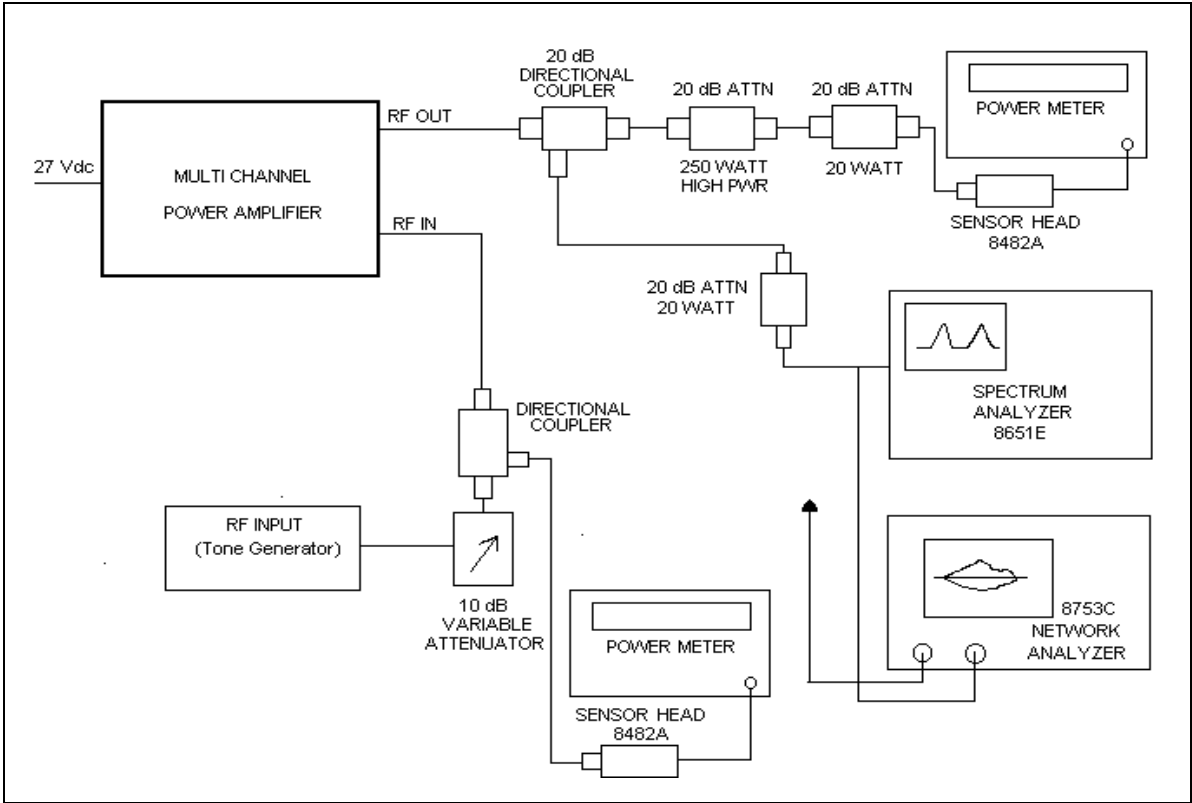 20 dB
DIRECTIONAL
COUPLER
20 dB ATTN
20 dB ATTN
POWER METER
RF OUT
27 Vdc
MULTI CHANNEL
POWER AMPLIFIER
250 WATT
HIGH PWR
20 WATT
SENSOR HEAD
8482A
RF IN
20 dB ATTN
20 WATT
SPECTRUM
ANALYZER
8651E
DIRECTIONAL
COUPLER
RF INPUT
(Tone Generator)
10 dB
VARIABLE
ATTENUATOR
POWER METER
8753C
NETWORK
ANALYZER
SENSOR HEAD
8482A